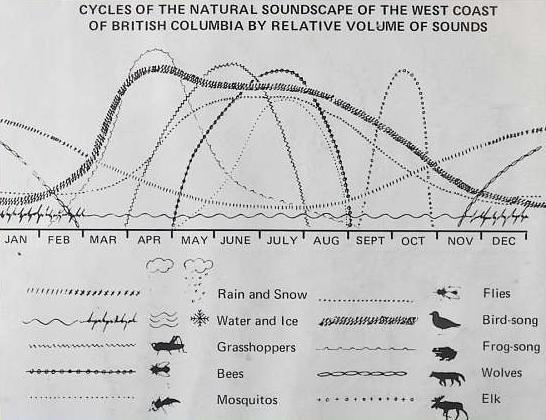 CYCLES OF THE NATURAL SOUNDSCAPE OF THE WEST COAST
OF BRITISH COLUMBIA BY RELATIVE VOLUME OF SOUNDS
JAN FEB MAR APR MAY JUNE JULY AUG SEPT OCT NOV DEC
Rain and Snow
Water and Ice
Grasshoppers
Bees
Mosquitos
Flies
Bird-song
Frog-song
Wolves
Elk